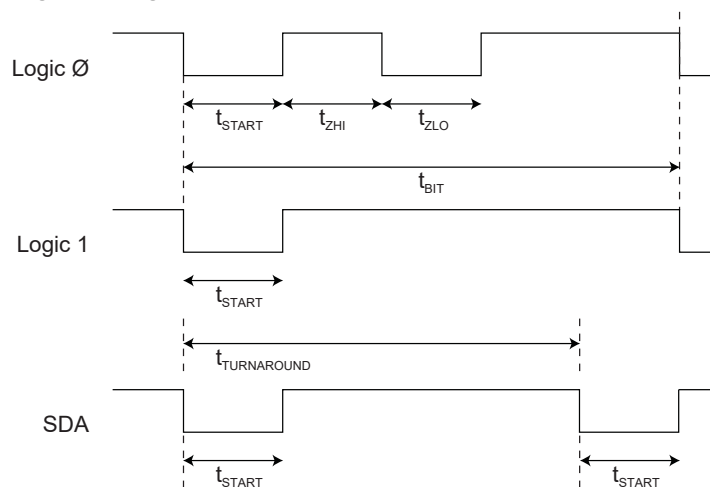 Logic Ø
tSTART tZHI tZLO
tBIT
Logic 1
tSTART
tTURNAROUND
SDA
tSTART tSTART